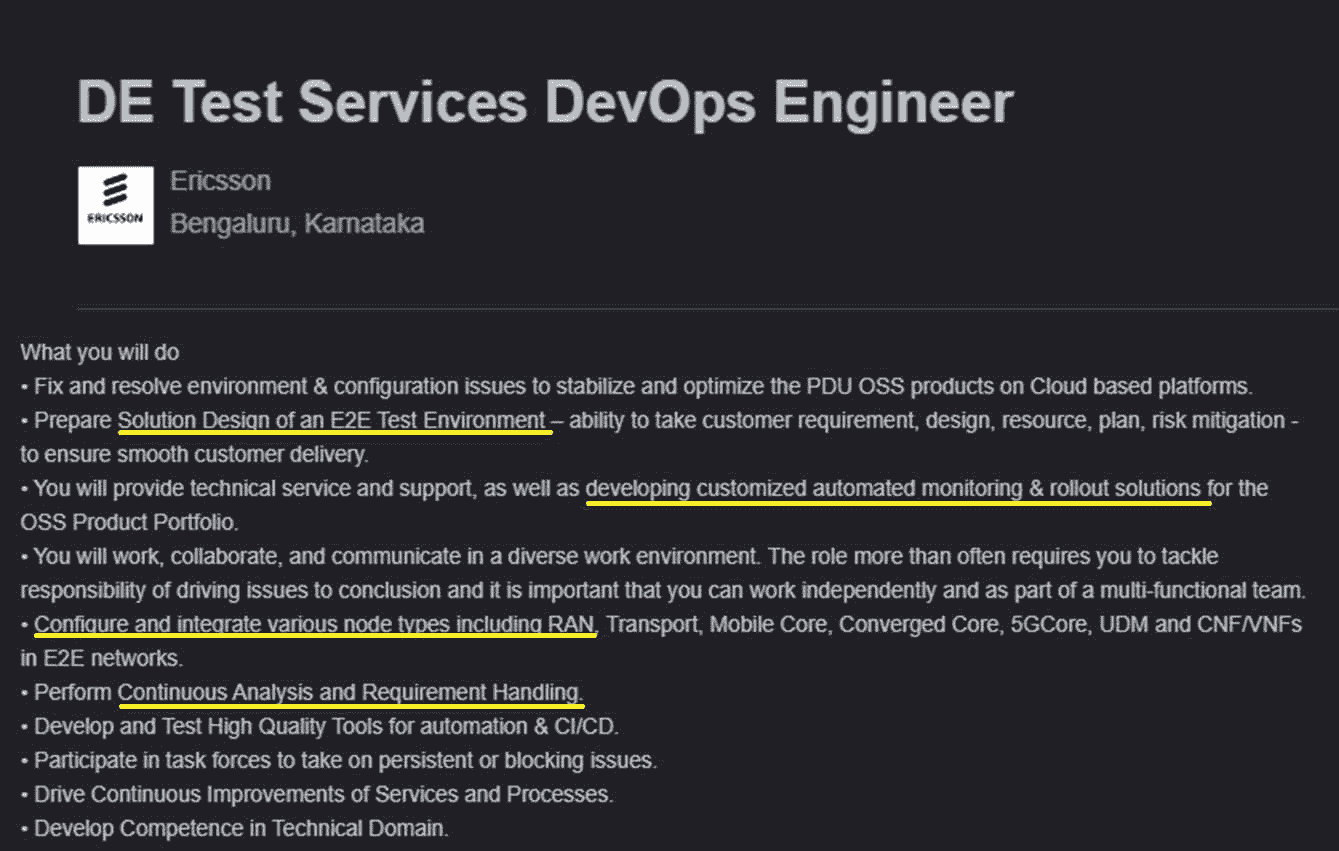 DE Test Services DevOps Engineer
ERICSSON
Ericsson
Bengaluru, Karnataka
What you will do
• Fix and resolve environment & configuration issues to stabilize and optimize the PDU OSS products on Cloud based platforms.
• Prepare Solution Design of an E2E Test Environment – ability to take customer requirement, design, resource, plan, risk mitigation -
to ensure smooth customer delivery.
• You will provide technical service and support, as well as developing customized automated monitoring & rollout solutions for the
OSS Product Portfolio.
• You will work, collaborate, and communicate in a diverse work environment. The role more than often requires you to tackle
responsibility of driving issues to conclusion and it is important that you can work independently and as part of a multi-functional team.
• Configure and integrate various node types including RAN, Transport, Mobile Core, Converged Core, 5GCore, UDM and CNF/VNFs
in E2E networks.
• Perform Continuous Analysis and Requirement Handling.
• Develop and Test High Quality Tools for automation & CI/CD.
• Participate in task forces to take on persistent or blocking issues.
• Drive Continuous Improvements of Services and Processes.
• Develop Competence in Technical Domain.